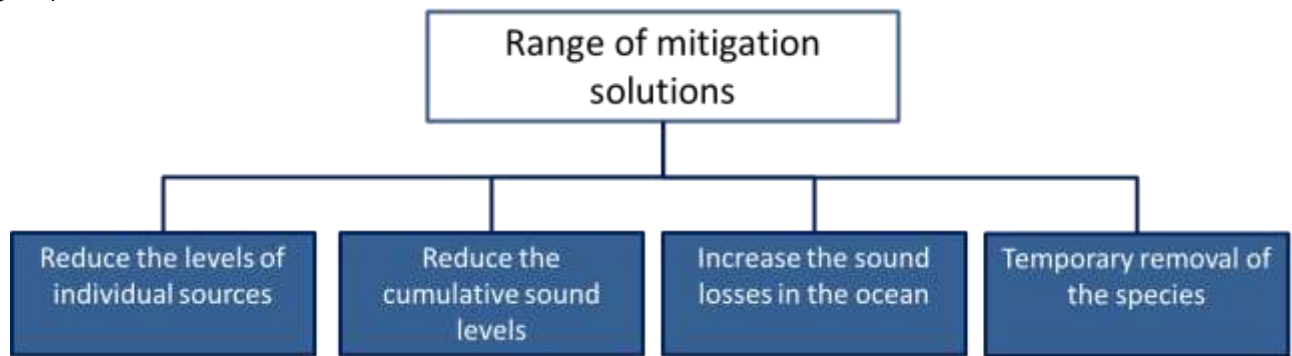 Range of mitigation
solutions
Reduce the levels of
individual sources
Reduce the
cumulative sound
levels
Increase the sound
losses in the ocean
Temporary removal of
the species